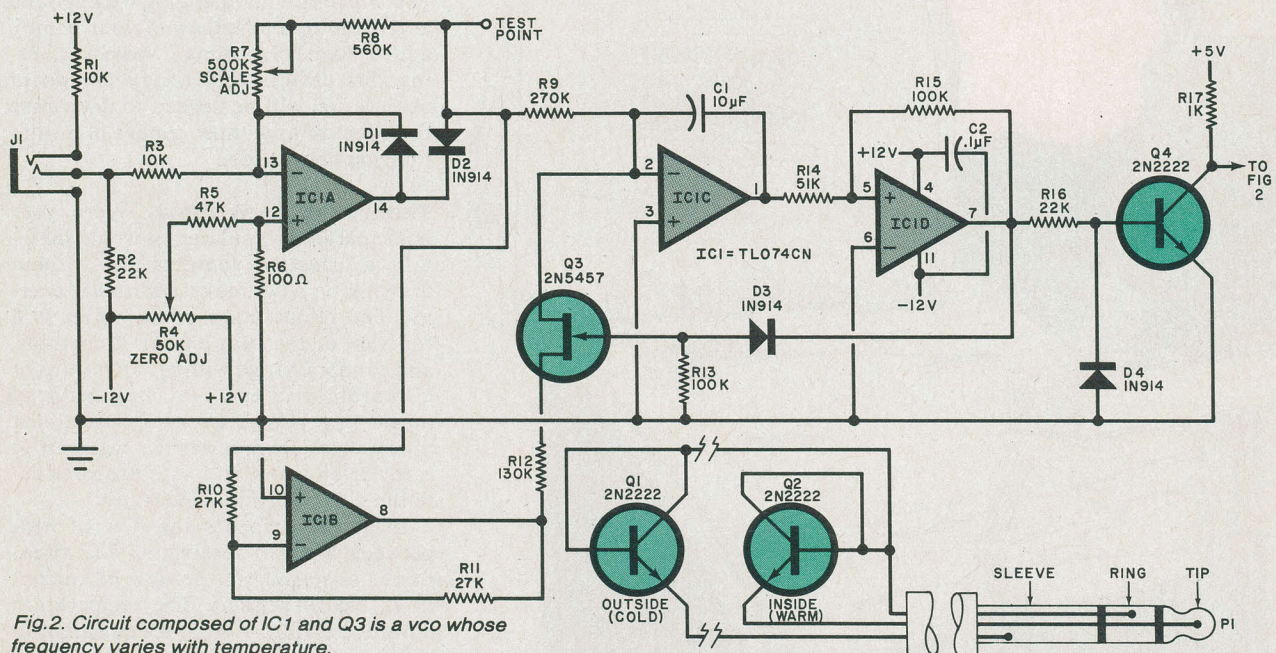 +12V
R1
10K
J1
R3
10K
R2
22K
R5
47K
R4
50K
ZERO ADJ
-12V
+12V
R6
100Ω
R7
500K
SCALE
ADJ
R8
560K
TEST
POINT
D1
IN914
D2
IN914
13
12
14
IC1A
R9
270K
C1
10µF
2
3
1
IC1C
IC1=TL074CN
R14
51K
R15
100K
+12V
C2
.1µF
5
6
4
7
11
IC1D
-12V
R16
22K
+5V
R17
1K
Q4
2N2222
TO
FIG
2
D4
IN914
Q3
2N5457
D3
IN914
R13
100K
R12
130K
R10
27K
10
9
8
IC1B
R11
27K
Q1
2N2222
OUTSIDE
(COLD)
Q2
2N2222
INSIDE
(WARM)
SLEEVE
RING
TIP
P1
Fig.2. Circuit composed of IC1 and Q3 is a vco whose
frequency varies with temperature.